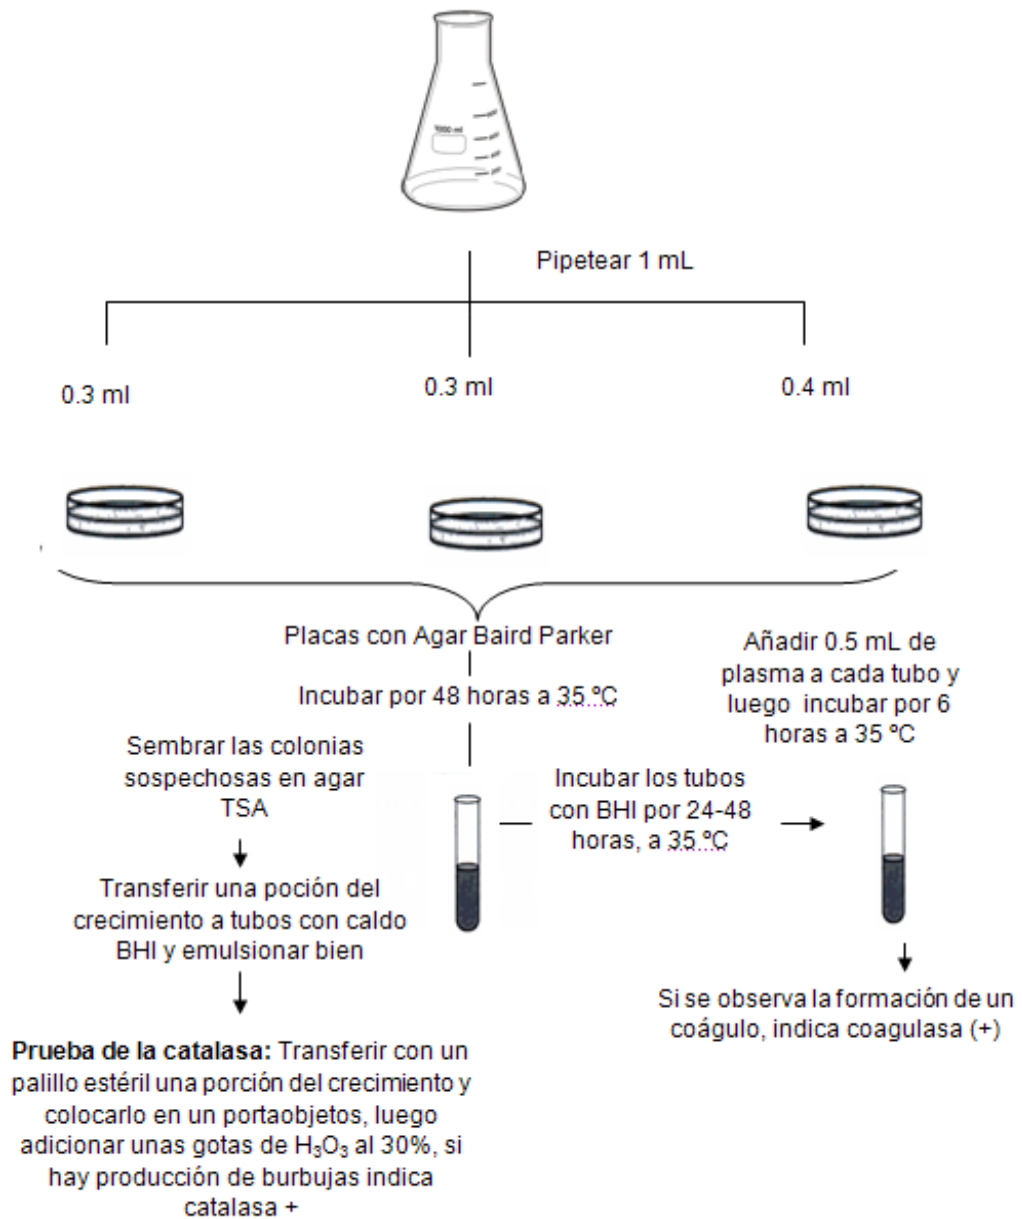 1000 ml
Pipetear 1 mL
0.3 ml
0.3 ml
0.4 ml
Placas con Agar Baird Parker
Incubar por 48 horas a 35 ºC
Añadir 0.5 mL de
plasma a cada tubo y
luego incubar por 6
horas a 35 ºC
Sembrar las colonias
sospechosas en agar
TSA
Incubar los tubos
con BHI por 24-48
horas, a 35 ºC
Transferir una poción del
crecimiento a tubos con caldo
BHI y emulsionar bien
Si se observa la formación de un
coágulo, indica coagulasa (+)
Prueba de la catalasa: Transferir con un
palillo estéril una porción del crecimiento y
colocarlo en un portaobjetos, luego
adicionar unas gotas de H₃O₃ al 30%, si
hay producción de burbujas indica
catalasa +